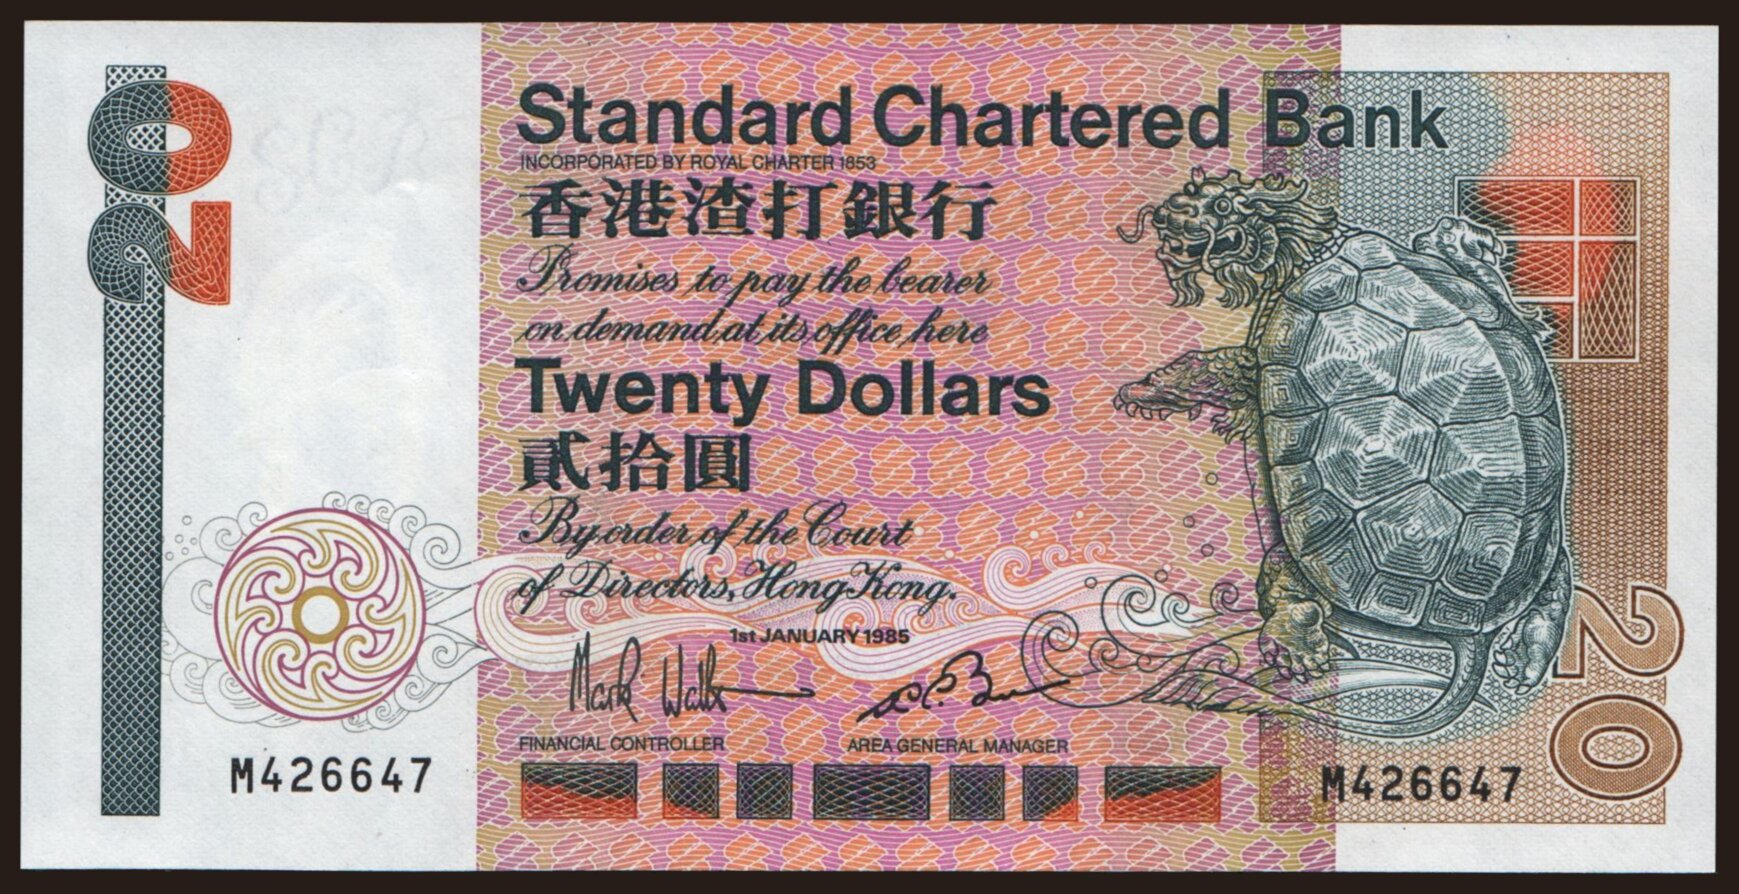 Standard Chartered Bank
INCORPORATED BY ROYAL CHARTER 1853
香港渣打銀行
Promises to pay the bearer
on demand at its office here
Twenty Dollars
貳拾圓
By order of the Court
of Directors, Hong Kong.
1st JANUARY 1985
FINANCIAL CONTROLLER
AREA GENERAL MANAGER
20
M426647
M426647
20